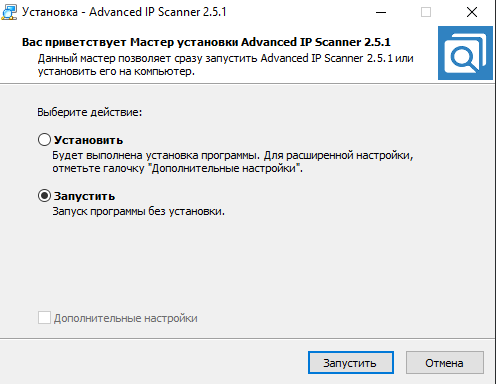 Установка - Advanced IP Scanner 2.5.1
Вас приветствует Мастер установки Advanced IP Scanner 2.5.1
Данный мастер позволяет сразу запустить Advanced IP Scanner 2.5.1 или
установить его на компьютер.
Выберите действие:
Установить
Будет выполнена установка программы. Для расширенной настройки,
отметьте галочку "Дополнительные настройки".
Запустить
Запуск программы без установки.
Дополнительные настройки
Запустить
Отмена